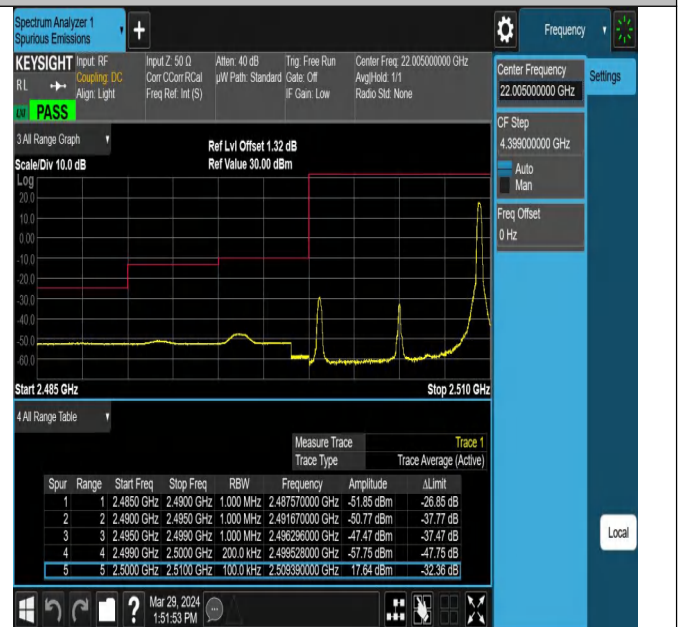 Spectrum Analyzer 1
Spurious Emissions
Frequency
KEYSIGHT
RL
PASS
Input: RF
Coupling: DC
Align: Light
Input Z: 50 Ω
Corr CCorr RCal
Freq Ref: Int (S)
Atten: 40 dB
µW Path: Standard
Trig: Free Run
Gate: Off
IF Gain: Low
Center Freq: 22.005000000 GHz
Avg|Hold: 1/1
Radio Std: None
Center Frequency
22.005000000 GHz
Settings
CF Step
4.399000000 GHz
Auto
Man
Freq Offset
0 Hz
3 All Range Graph
Scale/Div 10.0 dB
Ref Lvl Offset 1.32 dB
Ref Value 30.00 dBm
Log
20.0
10.0
0.00
-10.0
-20.0
-30.0
-40.0
-50.0
-60.0
Start 2.485 GHz
Stop 2.510 GHz
4 All Range Table
Measure Trace Trace 1
Trace Type Trace Average (Active)
Spur Range Start Freq Stop Freq RBW Frequency Amplitude ΔLimit
1 1 2.4850 GHz 2.4900 GHz 1.000 MHz 2.487570000 GHz -51.85 dBm -26.85 dB
2 2 2.4900 GHz 2.4950 GHz 1.000 MHz 2.491670000 GHz -50.77 dBm -37.77 dB
3 3 2.4950 GHz 2.4990 GHz 1.000 MHz 2.496296000 GHz -47.47 dBm -37.47 dB
4 4 2.4990 GHz 2.5000 GHz 200.0 kHz 2.499528000 GHz -57.75 dBm -47.75 dB
5 5 2.5000 GHz 2.5100 GHz 100.0 kHz 2.509390000 GHz 17.64 dBm -32.36 dB
Local
Mar 29, 2024
1:51:53 PM